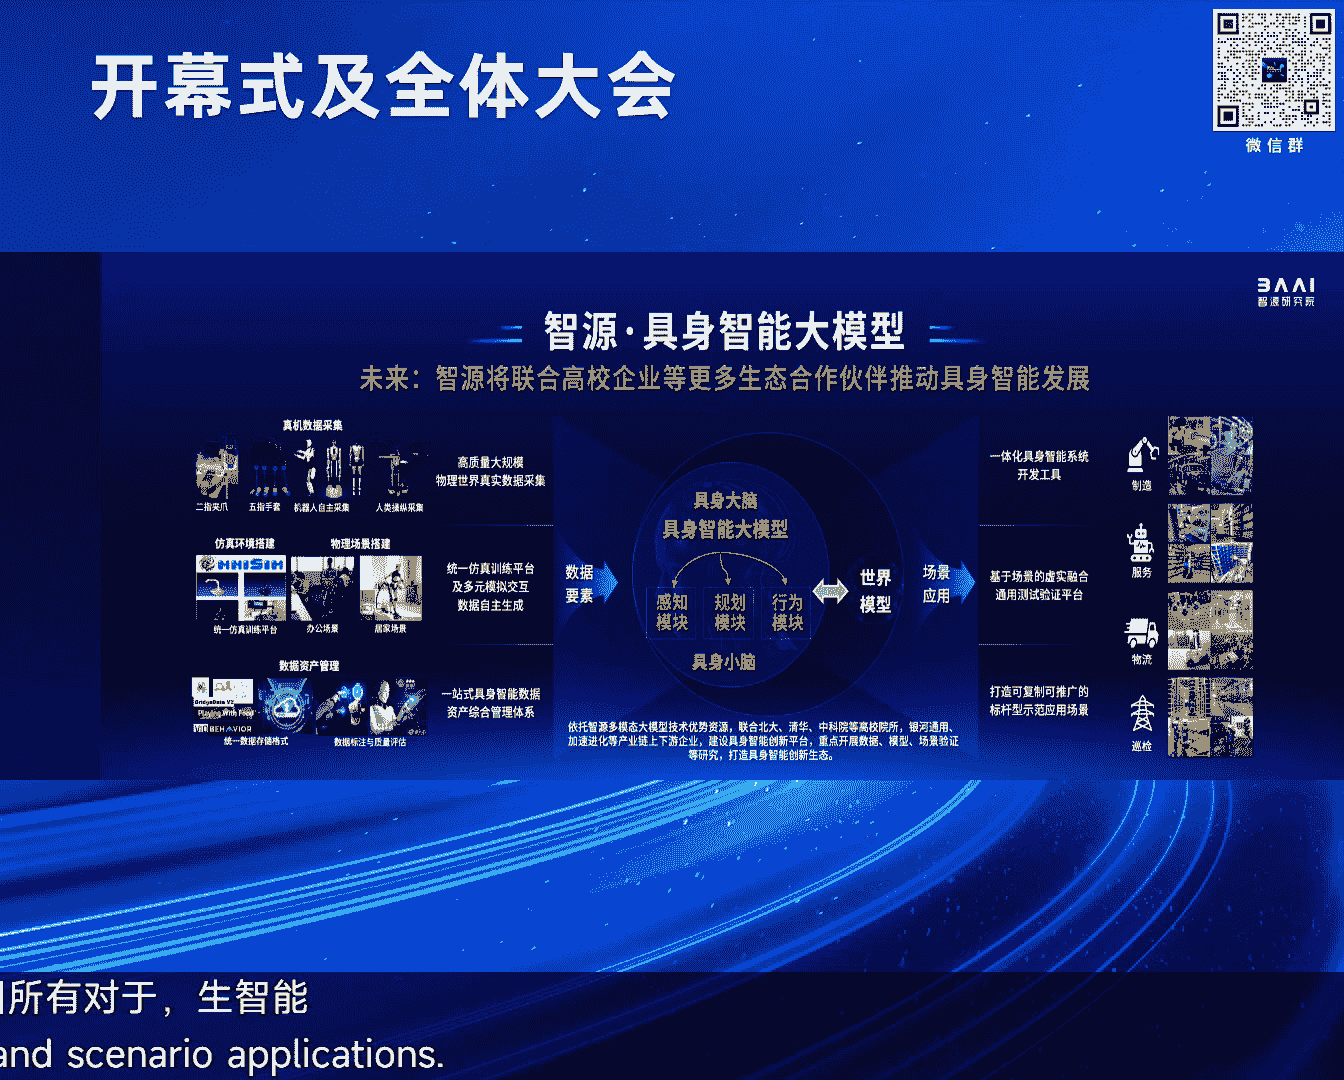 开幕式及全体大会
微信群
BAAI
智源研究院
智源·具身智能大模型
未来：智源将联合高校企业等更多生态合作伙伴推动具身智能发展
真机数据采集
二指夹爪
五指手套
机器人自主采集
人类操纵采集
高质量大规模
物理世界真实数据采集
仿真环境搭建
物理场景搭建
统一仿真训练平台
办公场景
居家场景
统一仿真训练平台
及多元模拟交互
数据自主生成
数据资产管理
BridgeData V2
BEHAVIOR
统一数据存储格式
数据标注与质量评估
一站式具身智能数据
资产综合管理体系
数据
要素
具身大脑
具身智能大模型
感知
模块
规划
模块
行为
模块
具身小脑
世界
模型
场景
应用
依托智源多模态大模型技术优势资源，联合北大、清华、中科院等高校院所，银河通用、
加速进化等产业链上下游企业，建设具身智能创新平台，重点开展数据、模型、场景验证
等研究，打造具身智能创新生态。
一体化具身智能系统
开发工具
基于场景的虚实融合
通用测试验证平台
打造可复制可推广的
标杆型示范应用场景
制造
服务
物流
巡检
所有对于，生智能
and scenario applications.